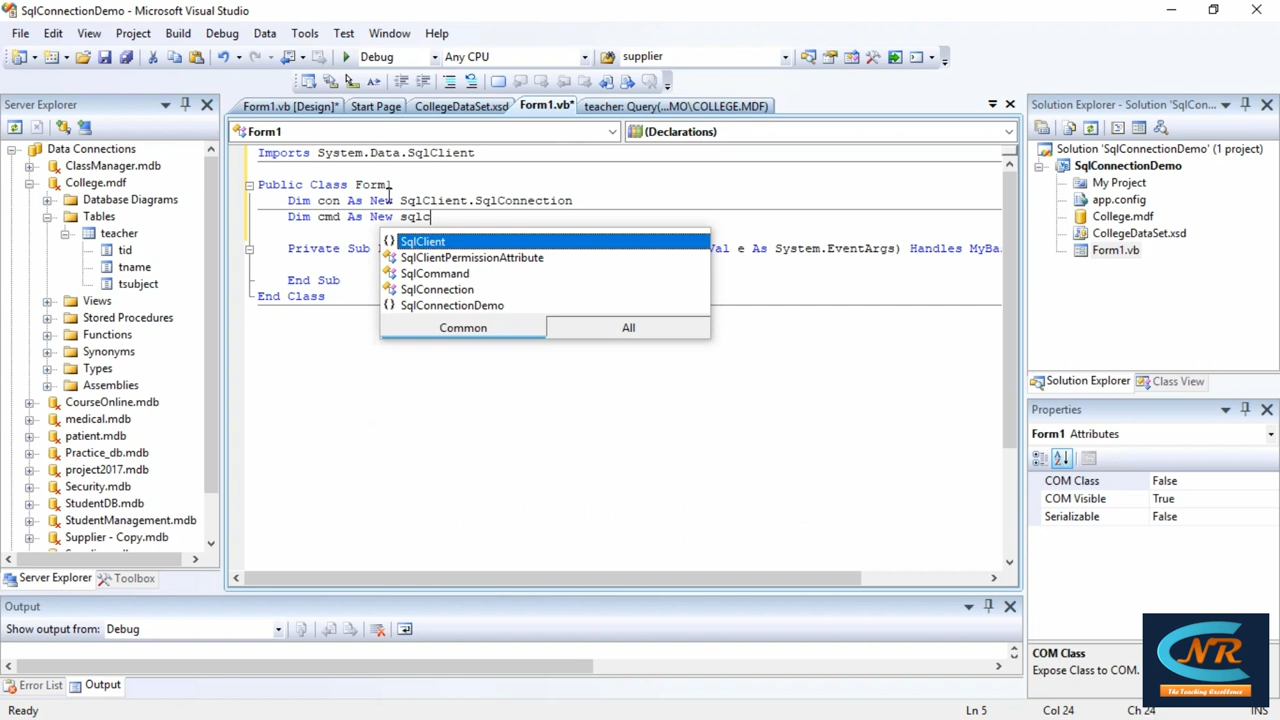 SqlConnectionDemo - Microsoft Visual Studio
File Edit View Project Build Debug Data Tools Test Window Help
Debug Any CPU supplier
Server Explorer
Data Connections
ClassManager.mdb
College.mdf
Database Diagrams
Tables
teacher
tid
tname
tsubject
Views
Stored Procedures
Functions
Synonyms
Types
Assemblies
CourseOnline.mdb
medical.mdb
patient.mdb
Practice_db.mdb
project2017.mdb
Security.mdb
StudentDB.mdb
StudentManagement.mdb
Supplier - Copy.mdb
Server Explorer Toolbox
Form1.vb [Design]* Start Page CollegeDataSet.xsd Form1.vb* teacher: Query(...MO\COLLEGE.MDF)
Form1 (Declarations)
Imports System.Data.SqlClient
Public Class Form1
Dim con As New SqlClient.SqlConnection
Dim cmd As New sqlc
SqlClient
SqlClientPermissionAttribute
SqlCommand
SqlConnection
SqlConnectionDemo
Common All
Private Sub Val e As System.EventArgs) Handles MyBa
End Sub
End Class
Solution Explorer - Solution 'SqlCon...
Solution 'SqlConnectionDemo' (1 project)
SqlConnectionDemo
My Project
app.config
College.mdf
CollegeDataSet.xsd
Form1.vb
Solution Explorer Class View
Properties
Form1 Attributes
COM Class False
COM Visible True
Serializable False
COM Class
Expose Class to COM.
Output
Show output from: Debug
Error List Output
Ready Ln 5 Col 24 Ch 24 INS
NR
The Teaching Excellence